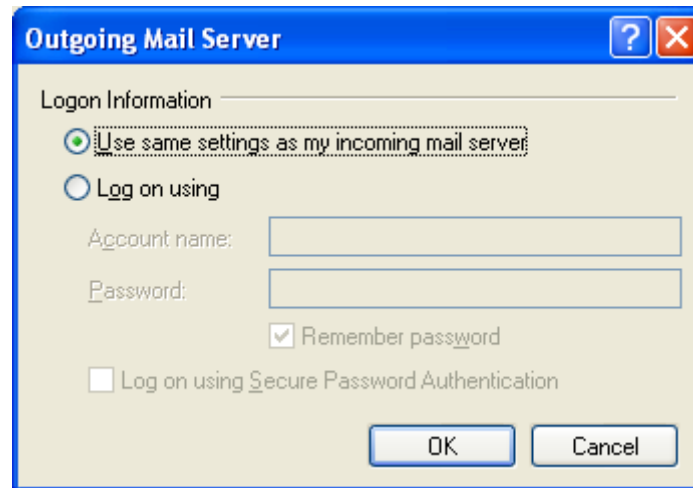 Outgoing Mail Server
?
Logon Information
Use same settings as my incoming mail server
Log on using
Account name:
Password:
Remember password
Log on using Secure Password Authentication
OK Cancel